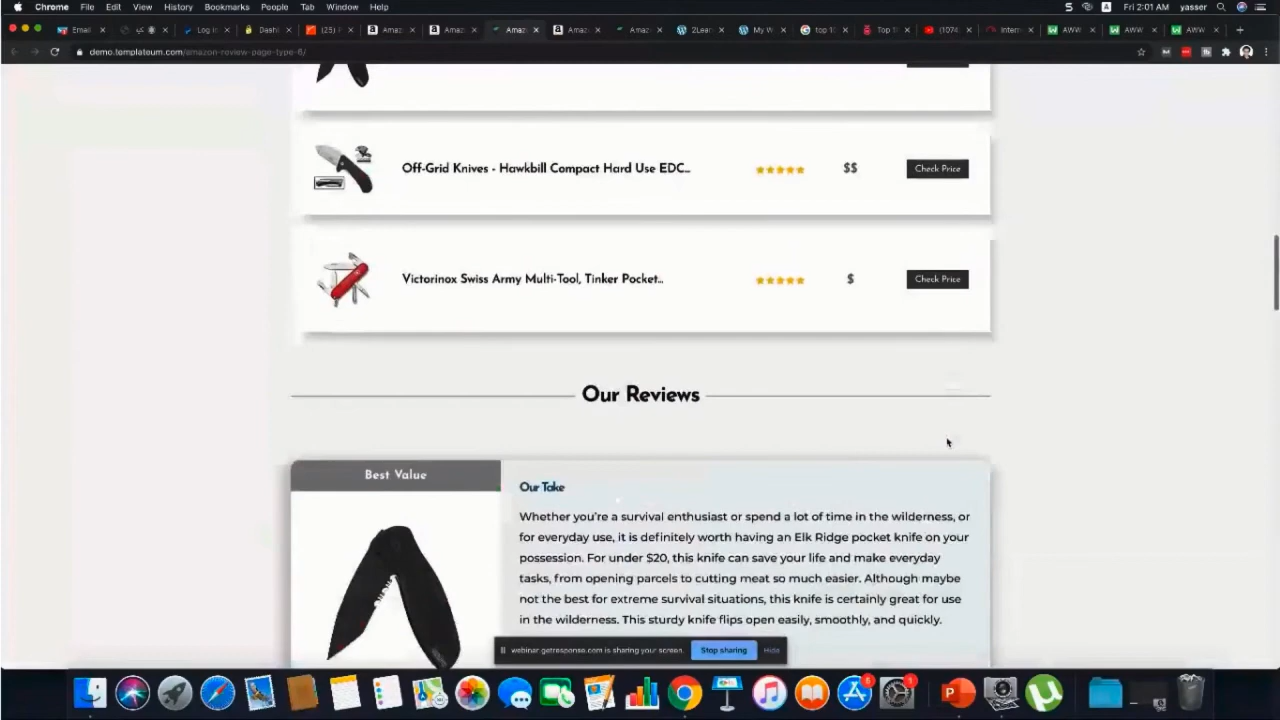 Chrome File Edit View History Bookmarks People Tab Window Help Fri 2:01 AM yasser
Email Log in Dashl (25) Amaz Amaz Amaz Amaz Amaz 2Lear My W top 1 Top 1 (1074 Intern AWW AWW AWW
demo.templateum.com/amazon-review-page-type-6/
Off-Grid Knives - Hawkbill Compact Hard Use EDC...
$$
Check Price
Victorinox Swiss Army Multi-Tool, Tinker Pocket...
$
Check Price
Our Reviews
Best Value
Our Take
Whether you're a survival enthusiast or spend a lot of time in the wilderness, or
for everyday use, it is definitely worth having an Elk Ridge pocket knife on your
possession. For under $20, this knife can save your life and make everyday
tasks, from opening parcels to cutting meat so much easier. Although maybe
not the best for extreme survival situations, this knife is certainly great for use
in the wilderness. This sturdy knife flips open easily, smoothly, and quickly.
webinar.getresponse.com is sharing your screen. Stop sharing Hide